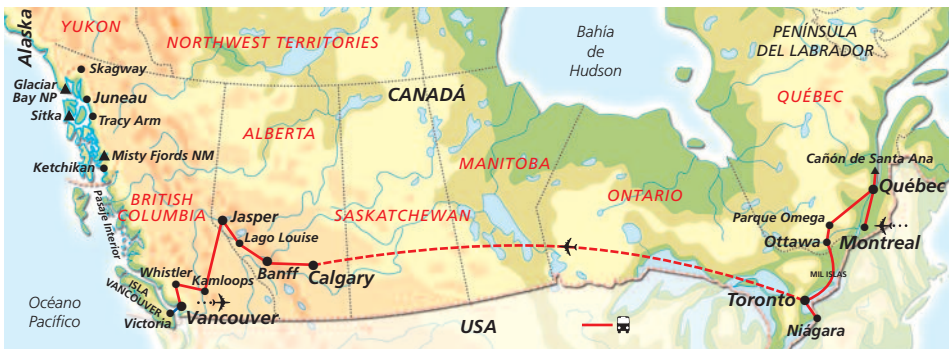 Alaska
YUKON
NORTHWEST TERRITORIES
Bahía
de
Hudson
PENÍNSULA
DEL LABRADOR
Skagway
Glaciar
Bay NP
Juneau
CANADÁ
QUÉBEC
Sitka
Tracy Arm
ALBERTA
Misty Fjords NM
MANITOBA
Cañón de Santa Ana
Ketchikan
Québec
Pasaje Interior
BRITISH
COLUMBIA
Jasper
SASKATCHEWAN
ONTARIO
Parque Omega
Lago Louise
Ottawa
Montreal
Banff
Calgary
Whistler
Kamloops
MIL ISLAS
ISLA
VANCOUVER
Océano
Pacífico
Toronto
Victoria
Vancouver
USA
Niágara